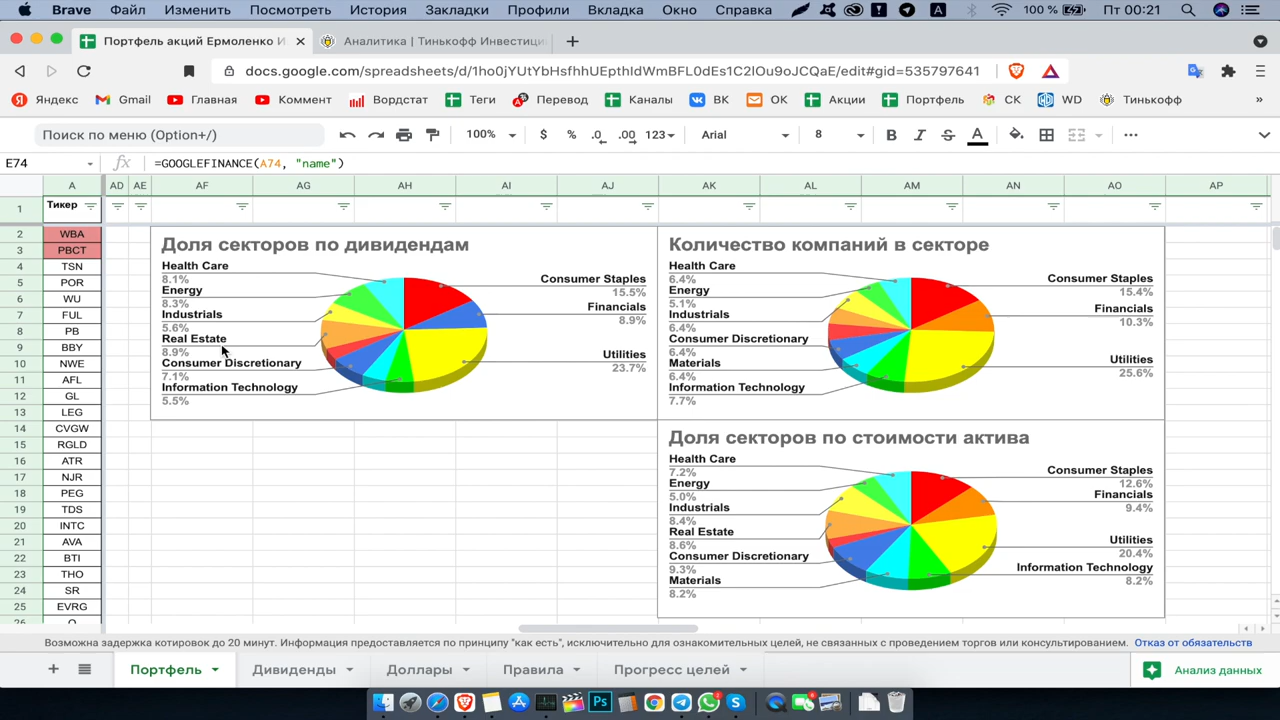 Brave Файл Изменить Посмотреть История Закладки Профили Вкладка Окно Справка 100 % Пт 00:21
Портфель акций Ермоленко И
Аналитика | Тинькофф Инвестици
docs.google.com/spreadsheets/d/1ho0jYUtYbHsfhhUEpthIdWmBFL0dEs1C2IOu9oJCQaE/edit#gid=535797641
Яндекс Gmail Главная Коммент Вордстат Теги Перевод Каналы ВК ОК Акции Портфель СК WD Тинькофф »
Поиск по меню (Option+/) 100% $ % .0 .00 123 Arial 8 B I S A
E74 fx =GOOGLEFINANCE(A74, "name")
A AD AE AF AG AH AI AJ AK AL AM AN AO AP
1 Тикер
2 WBA
3 PBCT
4 TSN
5 POR
6 WU
7 FUL
8 PB
9 BBY
10 NWE
11 AFL
12 GL
13 LEG
14 CVGW
15 RGLD
16 ATR
17 NJR
18 PEG
19 TDS
20 INTC
21 AVA
22 BTI
23 THO
24 SR
25 EVRG
26 O
Доля секторов по дивидендам
Health Care
8.1%
Energy
8.3%
Industrials
5.6%
Real Estate
8.9%
Consumer Discretionary
7.1%
Information Technology
5.5%
Consumer Staples
15.5%
Financials
8.9%
Utilities
23.7%
Количество компаний в секторе
Health Care
6.4%
Energy
5.1%
Industrials
6.4%
Consumer Discretionary
6.4%
Materials
6.4%
Information Technology
7.7%
Consumer Staples
15.4%
Financials
10.3%
Utilities
25.6%
Доля секторов по стоимости актива
Health Care
7.2%
Energy
5.0%
Industrials
8.4%
Real Estate
8.6%
Consumer Discretionary
9.3%
Materials
8.2%
Consumer Staples
12.6%
Financials
9.4%
Utilities
20.4%
Information Technology
8.2%
Возможна задержка котировок до 20 минут. Информация предоставляется по принципу "как есть", исключительно для ознакомительных целей, не связанных с проведением торгов или консультированием. Отказ от обязательств
Портфель Дивиденды Доллары Правила Прогресс целей Анализ данных